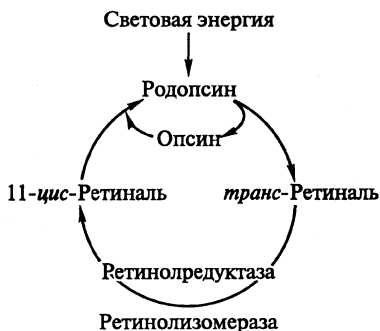 Световая энергия
Родопсин
Опсин
11-цис-Ретиналь
транс-Ретиналь
Ретинолредуктаза
Ретинолизомераза